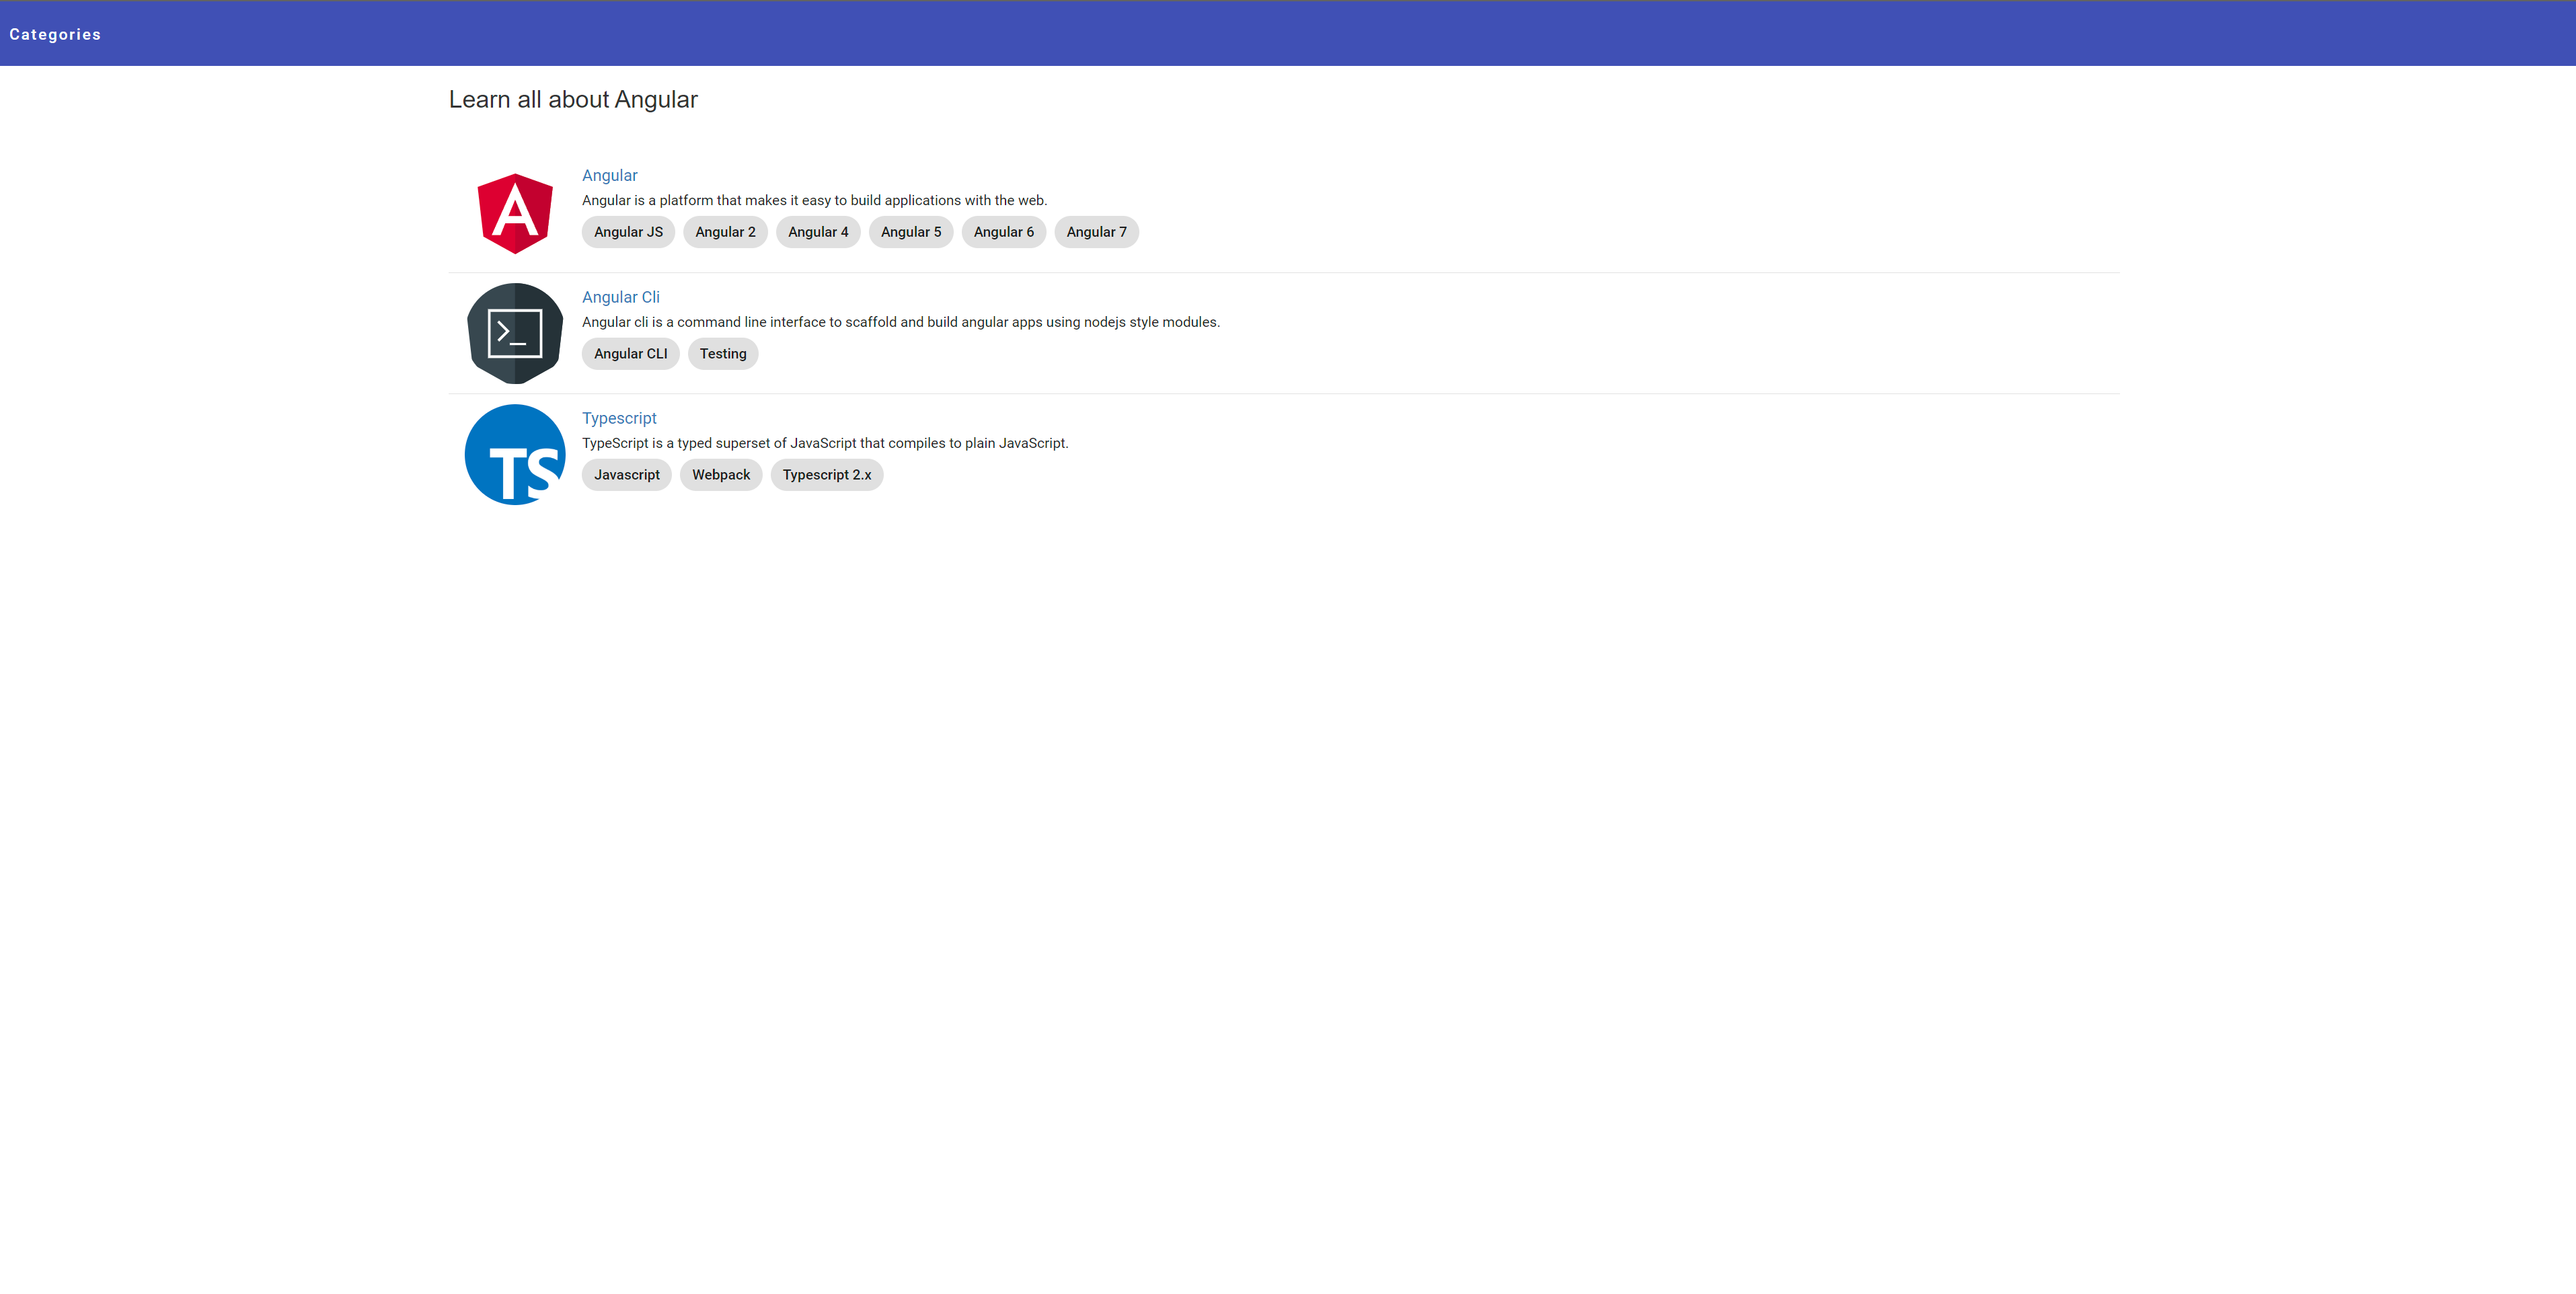 Categories
Learn all about Angular
Angular
Angular is a platform that makes it easy to build applications with the web.
Angular JS Angular 2 Angular 4 Angular 5 Angular 6 Angular 7
Angular Cli
Angular cli is a command line interface to scaffold and build angular apps using nodejs style modules.
Angular CLI Testing
Typescript
TypeScript is a typed superset of JavaScript that compiles to plain JavaScript.
TS
Javascript Webpack Typescript 2.x